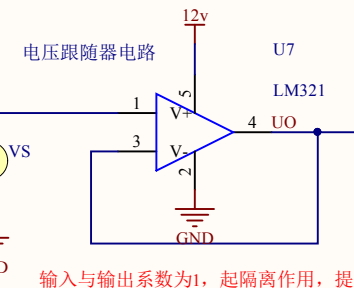 12v
电压跟随器电路
U7
LM321
5
1
V+
4
UO
3
V-
VS
2
GND
输入与输出系数为1，起隔离作用，提